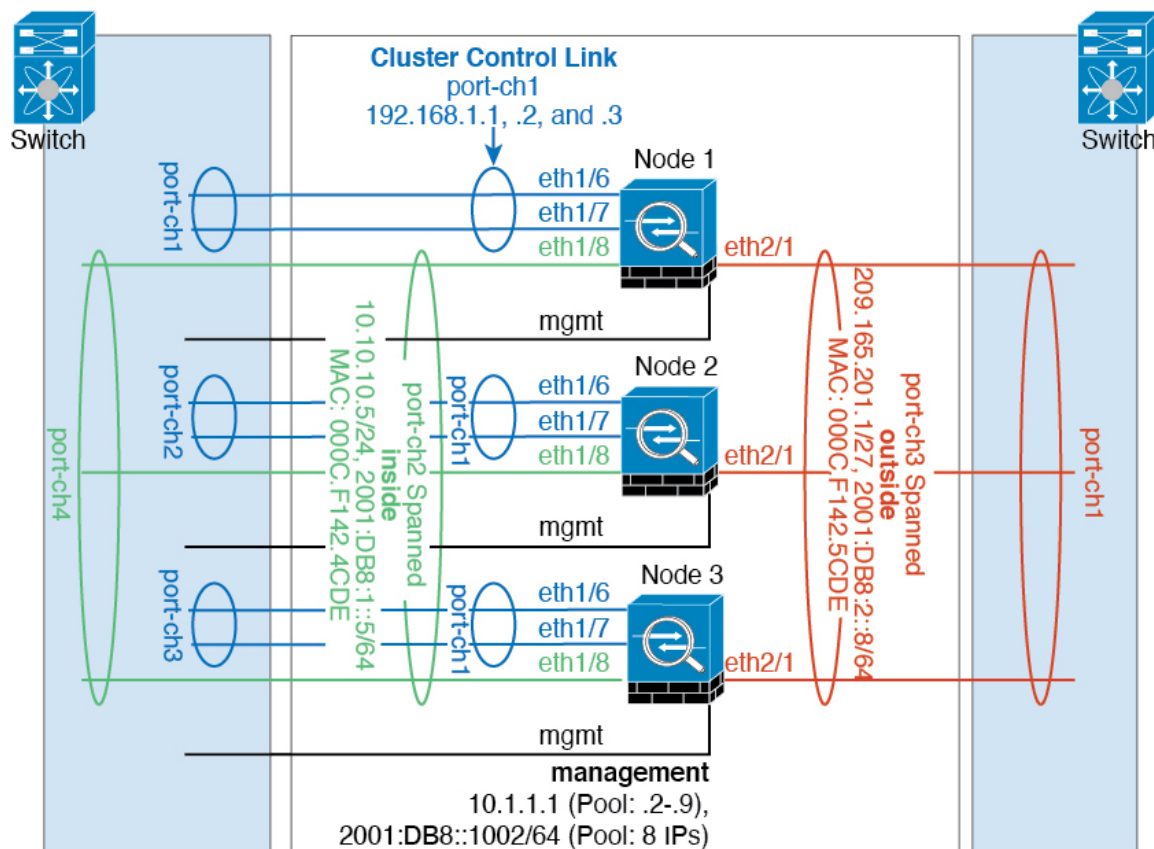 Switch
Switch
Cluster Control Link
port-ch1
192.168.1.1, .2, and .3
Node 1
port-ch1
eth1/6
eth1/7
eth1/8
eth2/1
mgmt
Node 2
port-ch2
port-ch1
eth1/6
eth1/7
eth1/8
eth2/1
mgmt
Node 3
port-ch3
port-ch1
eth1/6
eth1/7
eth1/8
eth2/1
mgmt
port-ch4
port-ch2 Spanned
inside
10.10.10.5/24, 2001:DB8:1::5/64
MAC: 000C.F142.4CDE
port-ch3 Spanned
outside
209.165.201.1/27, 2001:DB8:2::8/64
MAC: 000C.F142.5CDE
port-ch1
management
10.1.1.1 (Pool: .2-.9),
2001:DB8::1002/64 (Pool: 8 IPs)